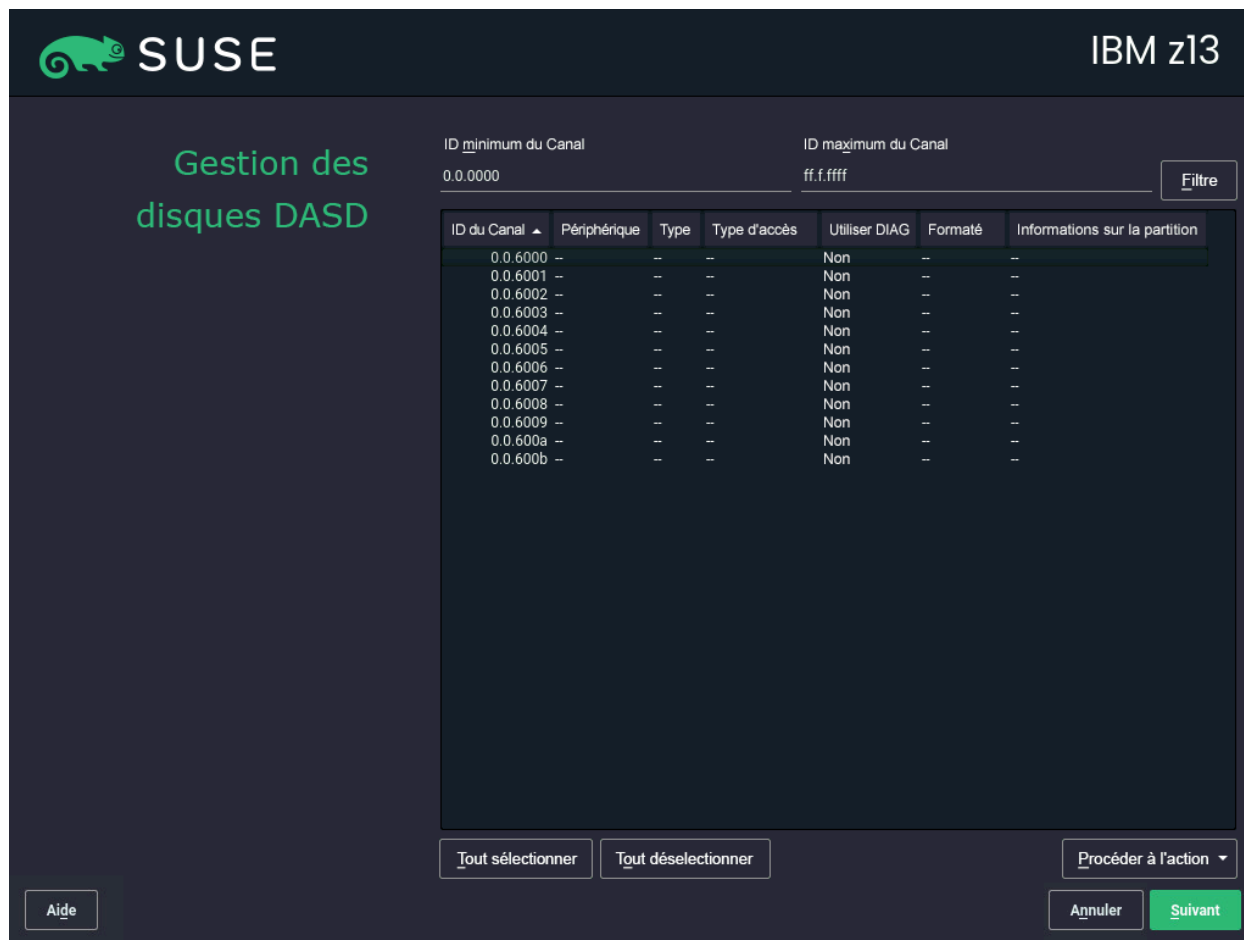 SUSE
IBM z13
Gestion des
disques DASD
ID minimum du Canal ID maximum du Canal
0.0.0000 ff.f.ffff Filtre
ID du Canal Périphérique Type Type d'accès Utiliser DIAG Formaté Informations sur la partition
0.0.6000 -- -- -- Non -- --
0.0.6001 -- -- -- Non -- --
0.0.6002 -- -- -- Non -- --
0.0.6003 -- -- -- Non -- --
0.0.6004 -- -- -- Non -- --
0.0.6005 -- -- -- Non -- --
0.0.6006 -- -- -- Non -- --
0.0.6007 -- -- -- Non -- --
0.0.6008 -- -- -- Non -- --
0.0.6009 -- -- -- Non -- --
0.0.600a -- -- -- Non -- --
0.0.600b -- -- -- Non -- --
Tout sélectionner Tout déselectionner Procéder à l'action
Aide Annuler Suivant